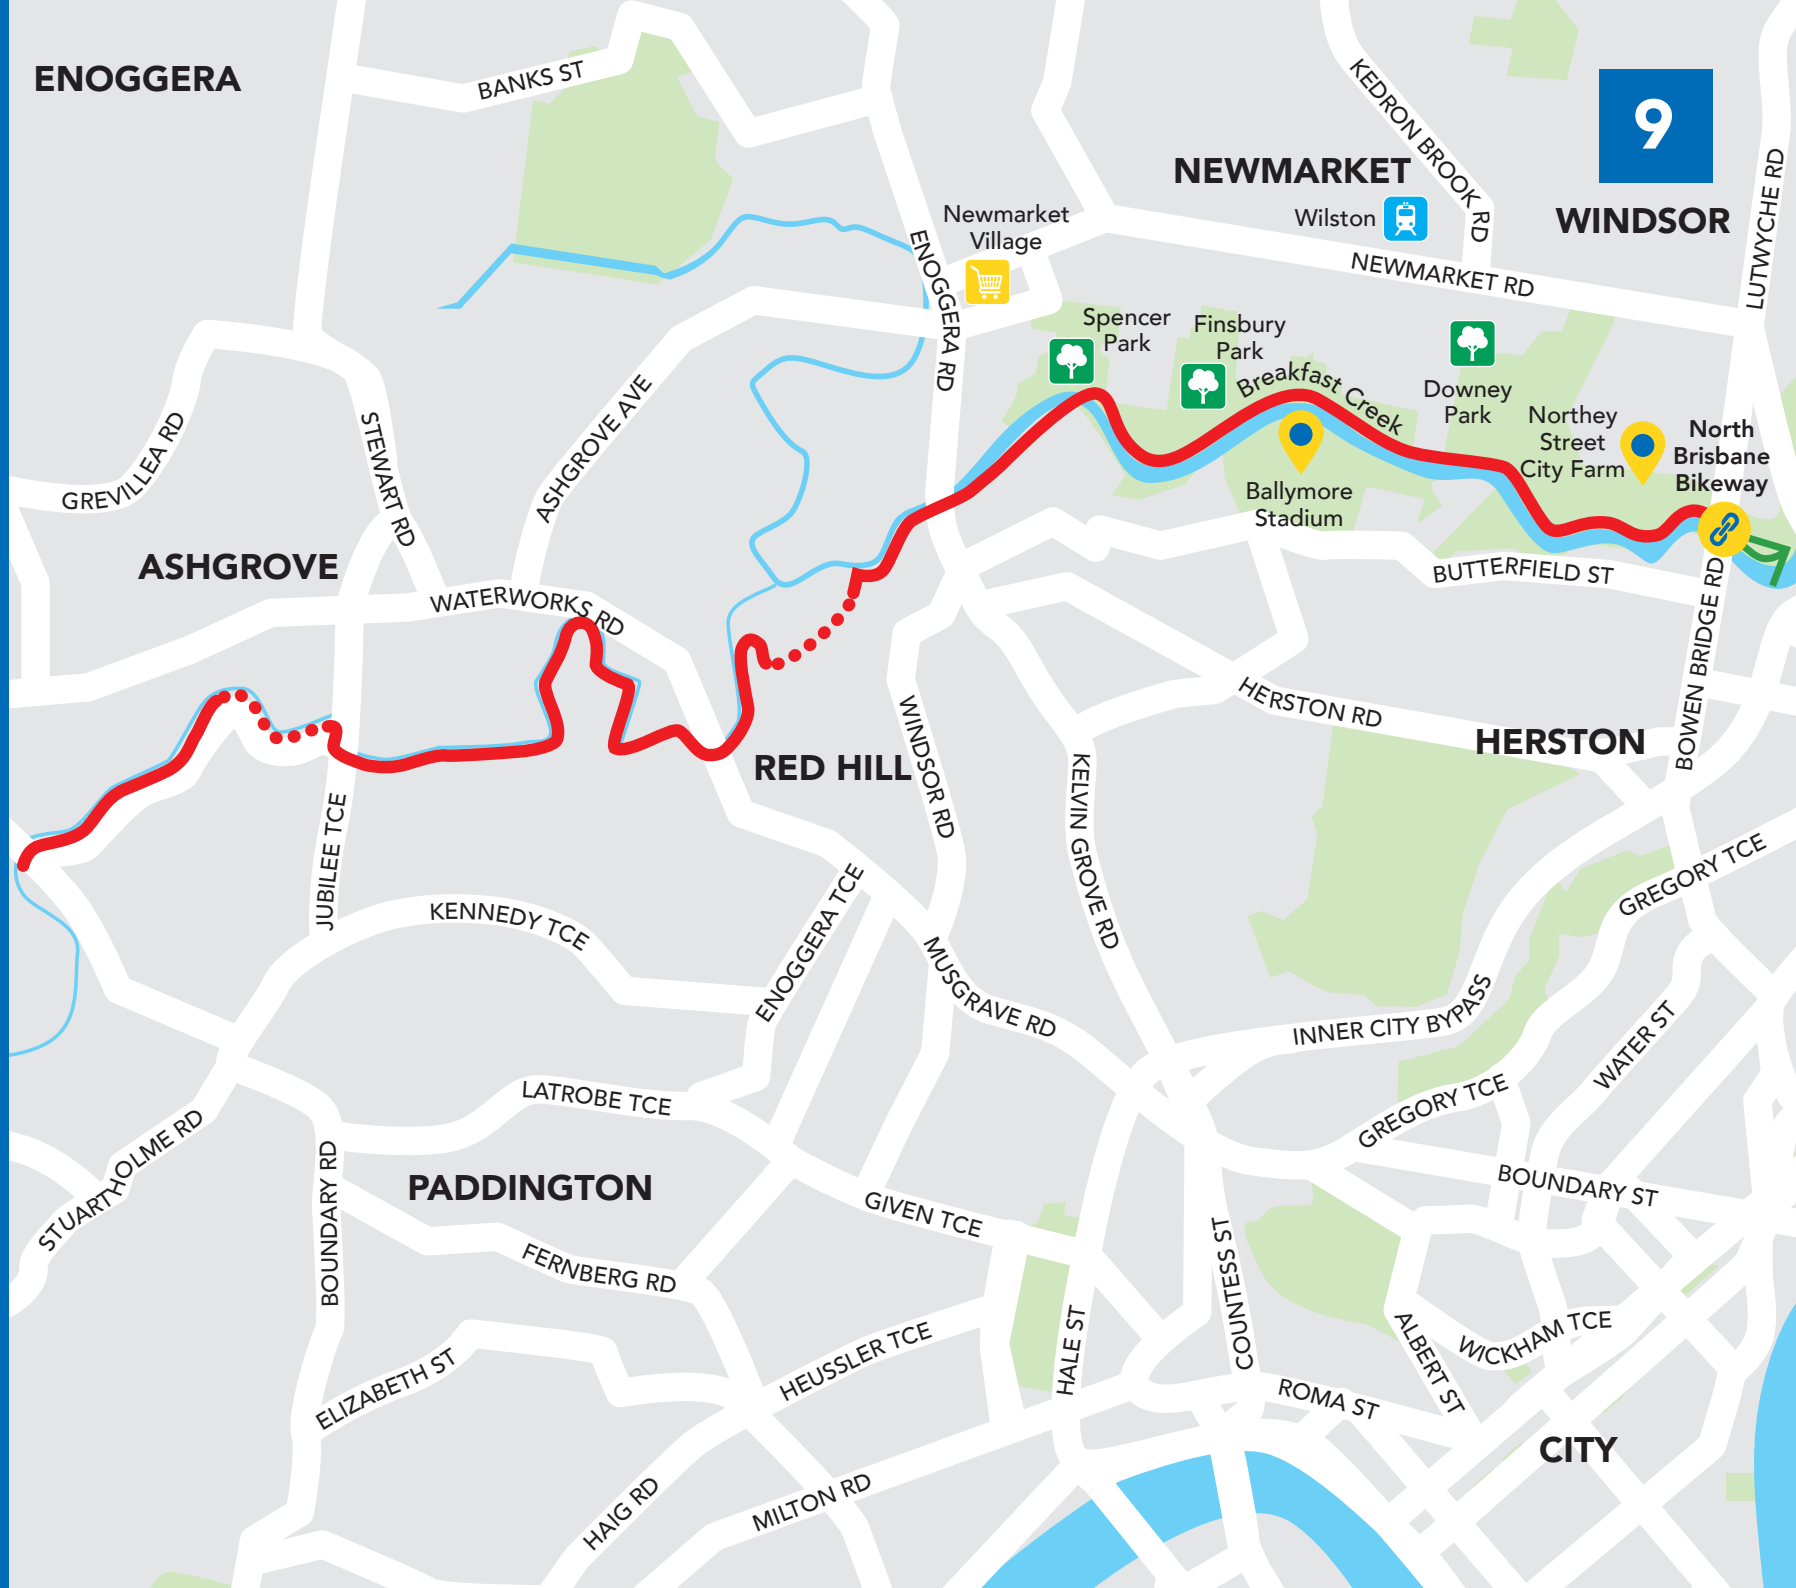 ENOGGERA
BANKS ST
KEDRON BROOK RD
9
NEWMARKET
Wilston
WINDSOR
LUTWYCHE RD
Newmarket
Village
ENOGGERA RD
NEWMARKET RD
Spencer
Park
Finsbury
Park
Breakfast Creek
Downey
Park
Northey
Street
City Farm
North
Brisbane
Bikeway
Ballymore
Stadium
GREVILLEA RD
STEWART RD
ASHGROVE AVE
ASHGROVE
WATERWORKS RD
BUTTERFIELD ST
BOWEN BRIDGE RD
HERSTON RD
HERSTON
RED HILL
WINDSOR RD
KELVIN GROVE RD
JUBILEE TCE
KENNEDY TCE
ENOGGERA TCE
MUSGRAVE RD
GREGORY TCE
INNER CITY BYPASS
WATER ST
LATROBE TCE
GREGORY TCE
STUARTHOLME RD
BOUNDARY RD
PADDINGTON
GIVEN TCE
BOUNDARY ST
FERNBERG RD
COUNTESS ST
HALE ST
ALBERT ST
WICKHAM TCE
ELIZABETH ST
HEUSSLER TCE
ROMA ST
CITY
HAIG RD
MILTON RD